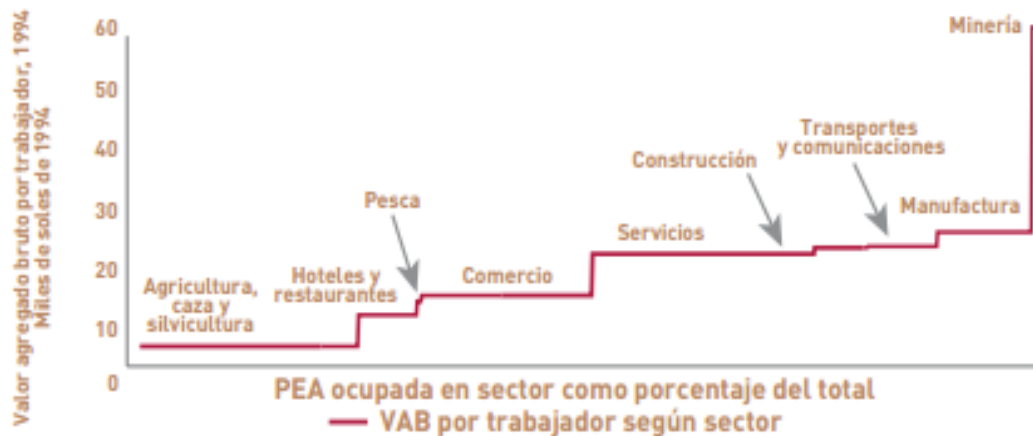 Valor agregado bruto por trabajador, 1994
Miles de soles de 1994
60
50
40
30
20
10
0
Minería
Transportes
y comunicaciones
Construcción
Manufactura
Pesca
Servicios
Hoteles y
restaurantes
Comercio
Agricultura,
caza y
silvicultura
PEA ocupada en sector como porcentaje del total
VAB por trabajador según sector